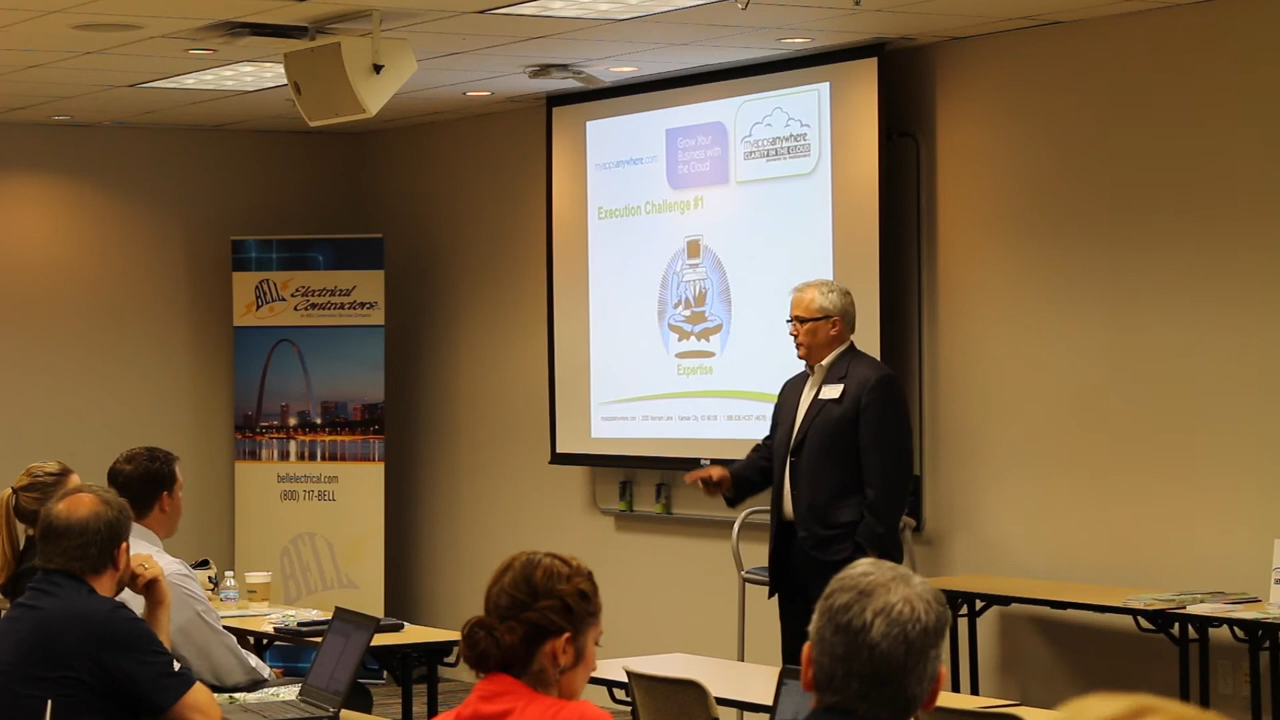 myappsanywhere.com
Grow Your
Business with
the Cloud
myappsanywhere
CLARITY IN THE CLOUD
Execution Challenge #1
Expertise
BELL
Electrical
Contractors
bellelectrical.com
(800) 717-BELL
BELL